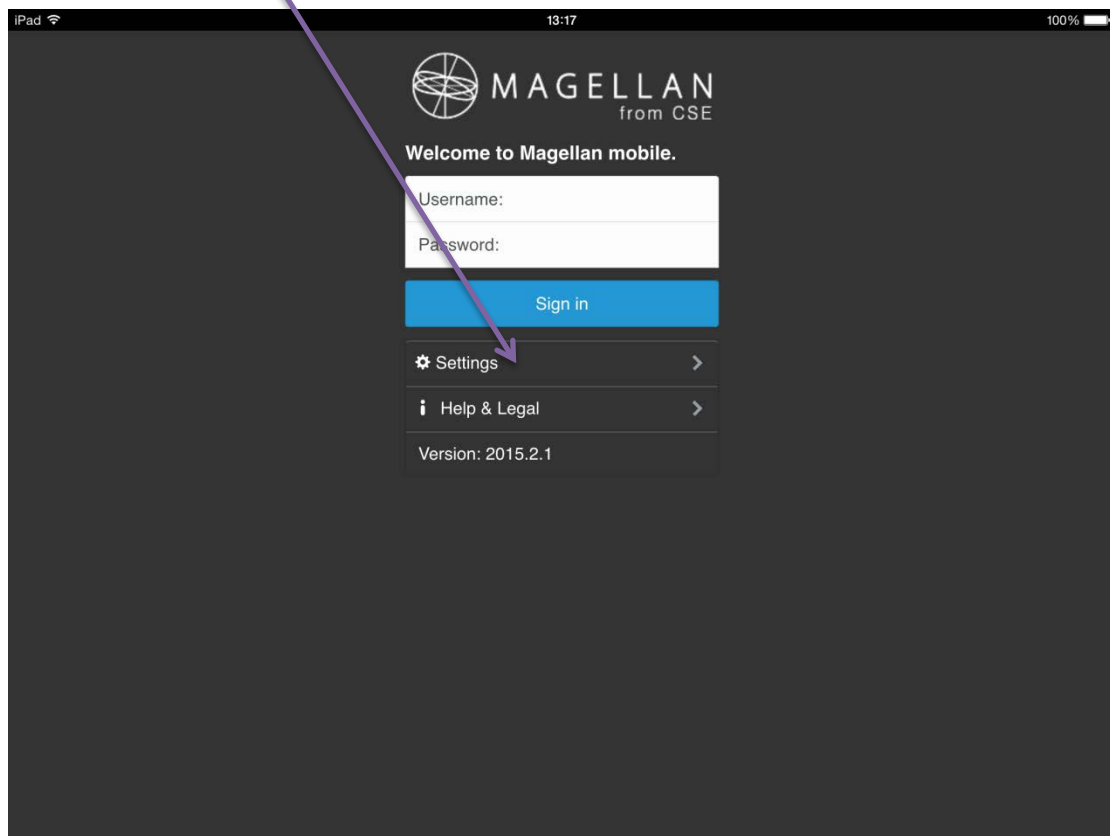 iPad 13:17 100%
MAGELLAN
from CSE
Welcome to Magellan mobile.
Username:
Password:
Sign in
Settings
Help & Legal
Version: 2015.2.1